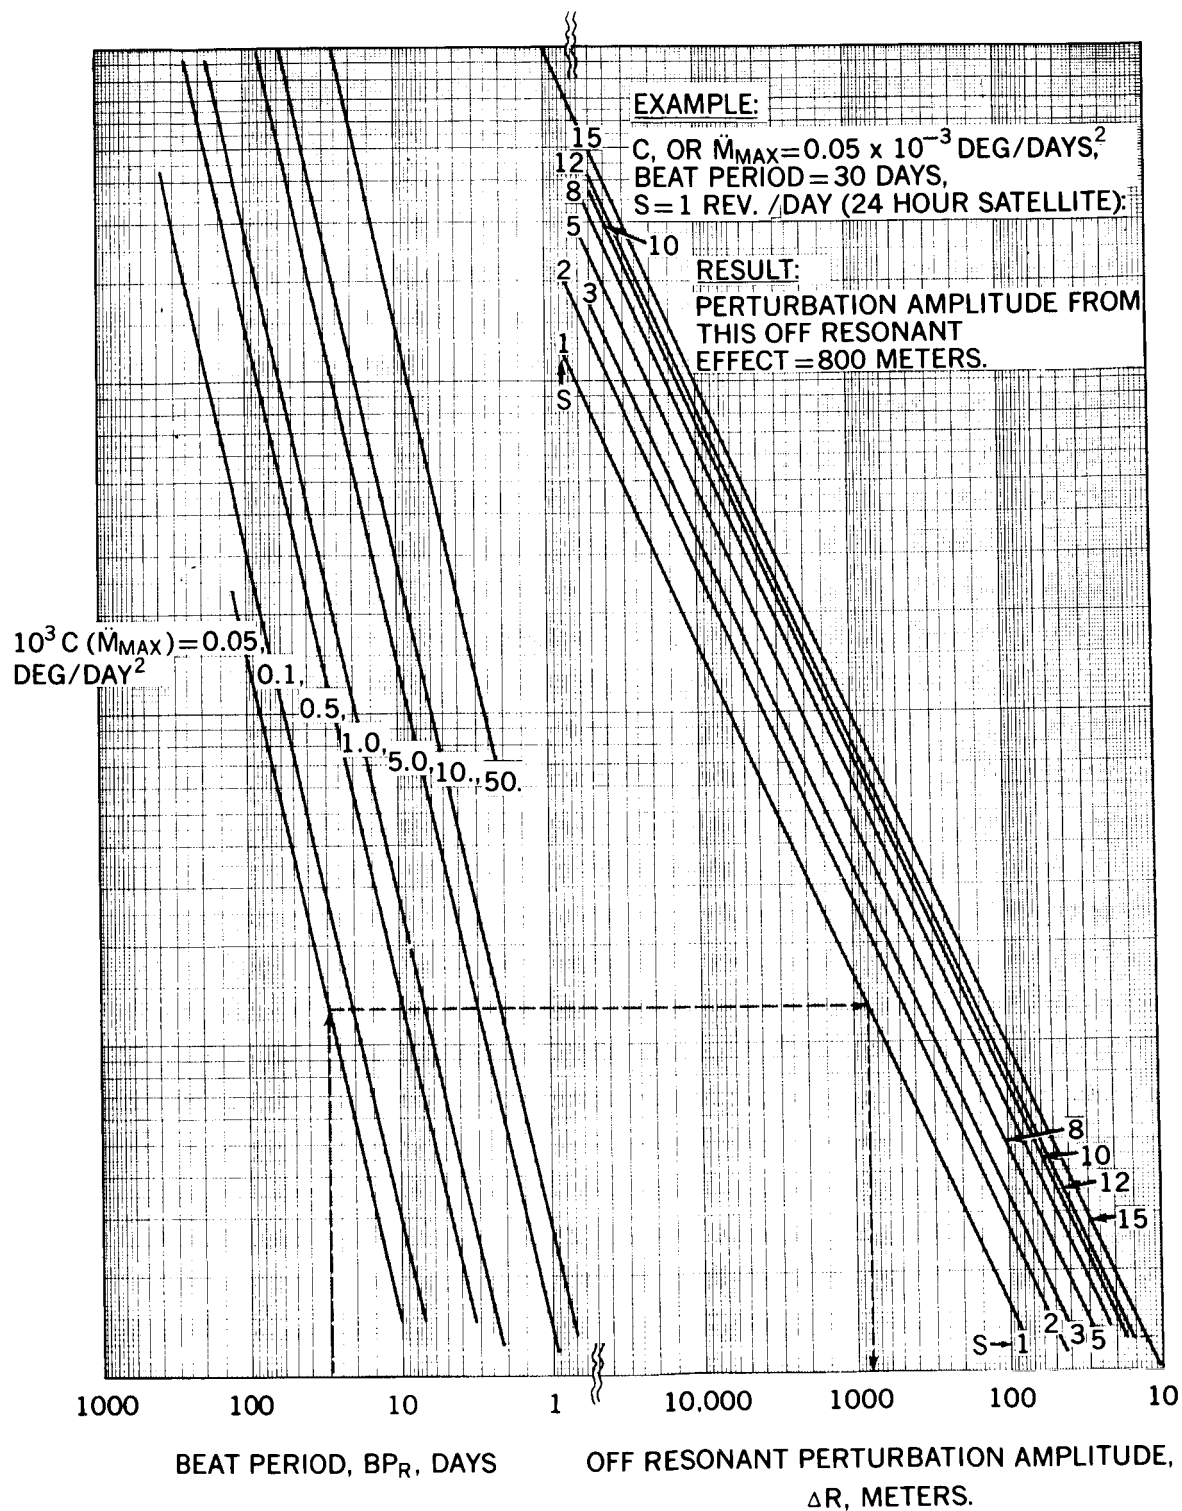 EXAMPLE:
C, OR M̈MAX=0.05 x 10⁻³ DEG/DAYS,²
BEAT PERIOD=30 DAYS,
S=1 REV./DAY (24 HOUR SATELLITE):
RESULT:
PERTURBATION AMPLITUDE FROM
THIS OFF RESONANT
EFFECT=800 METERS.
15
12
8
10
5
2
3
1
S
10³ C (M̈MAX)=0.05,
DEG/DAY²
0.1,
0.5,
1.0,
5.0,
10.,
50.
8
10
12
15
S→1
2
3
5
1000 100 10 1 10,000 1000 100 10
BEAT PERIOD, BPR, DAYS
OFF RESONANT PERTURBATION AMPLITUDE,
ΔR, METERS.